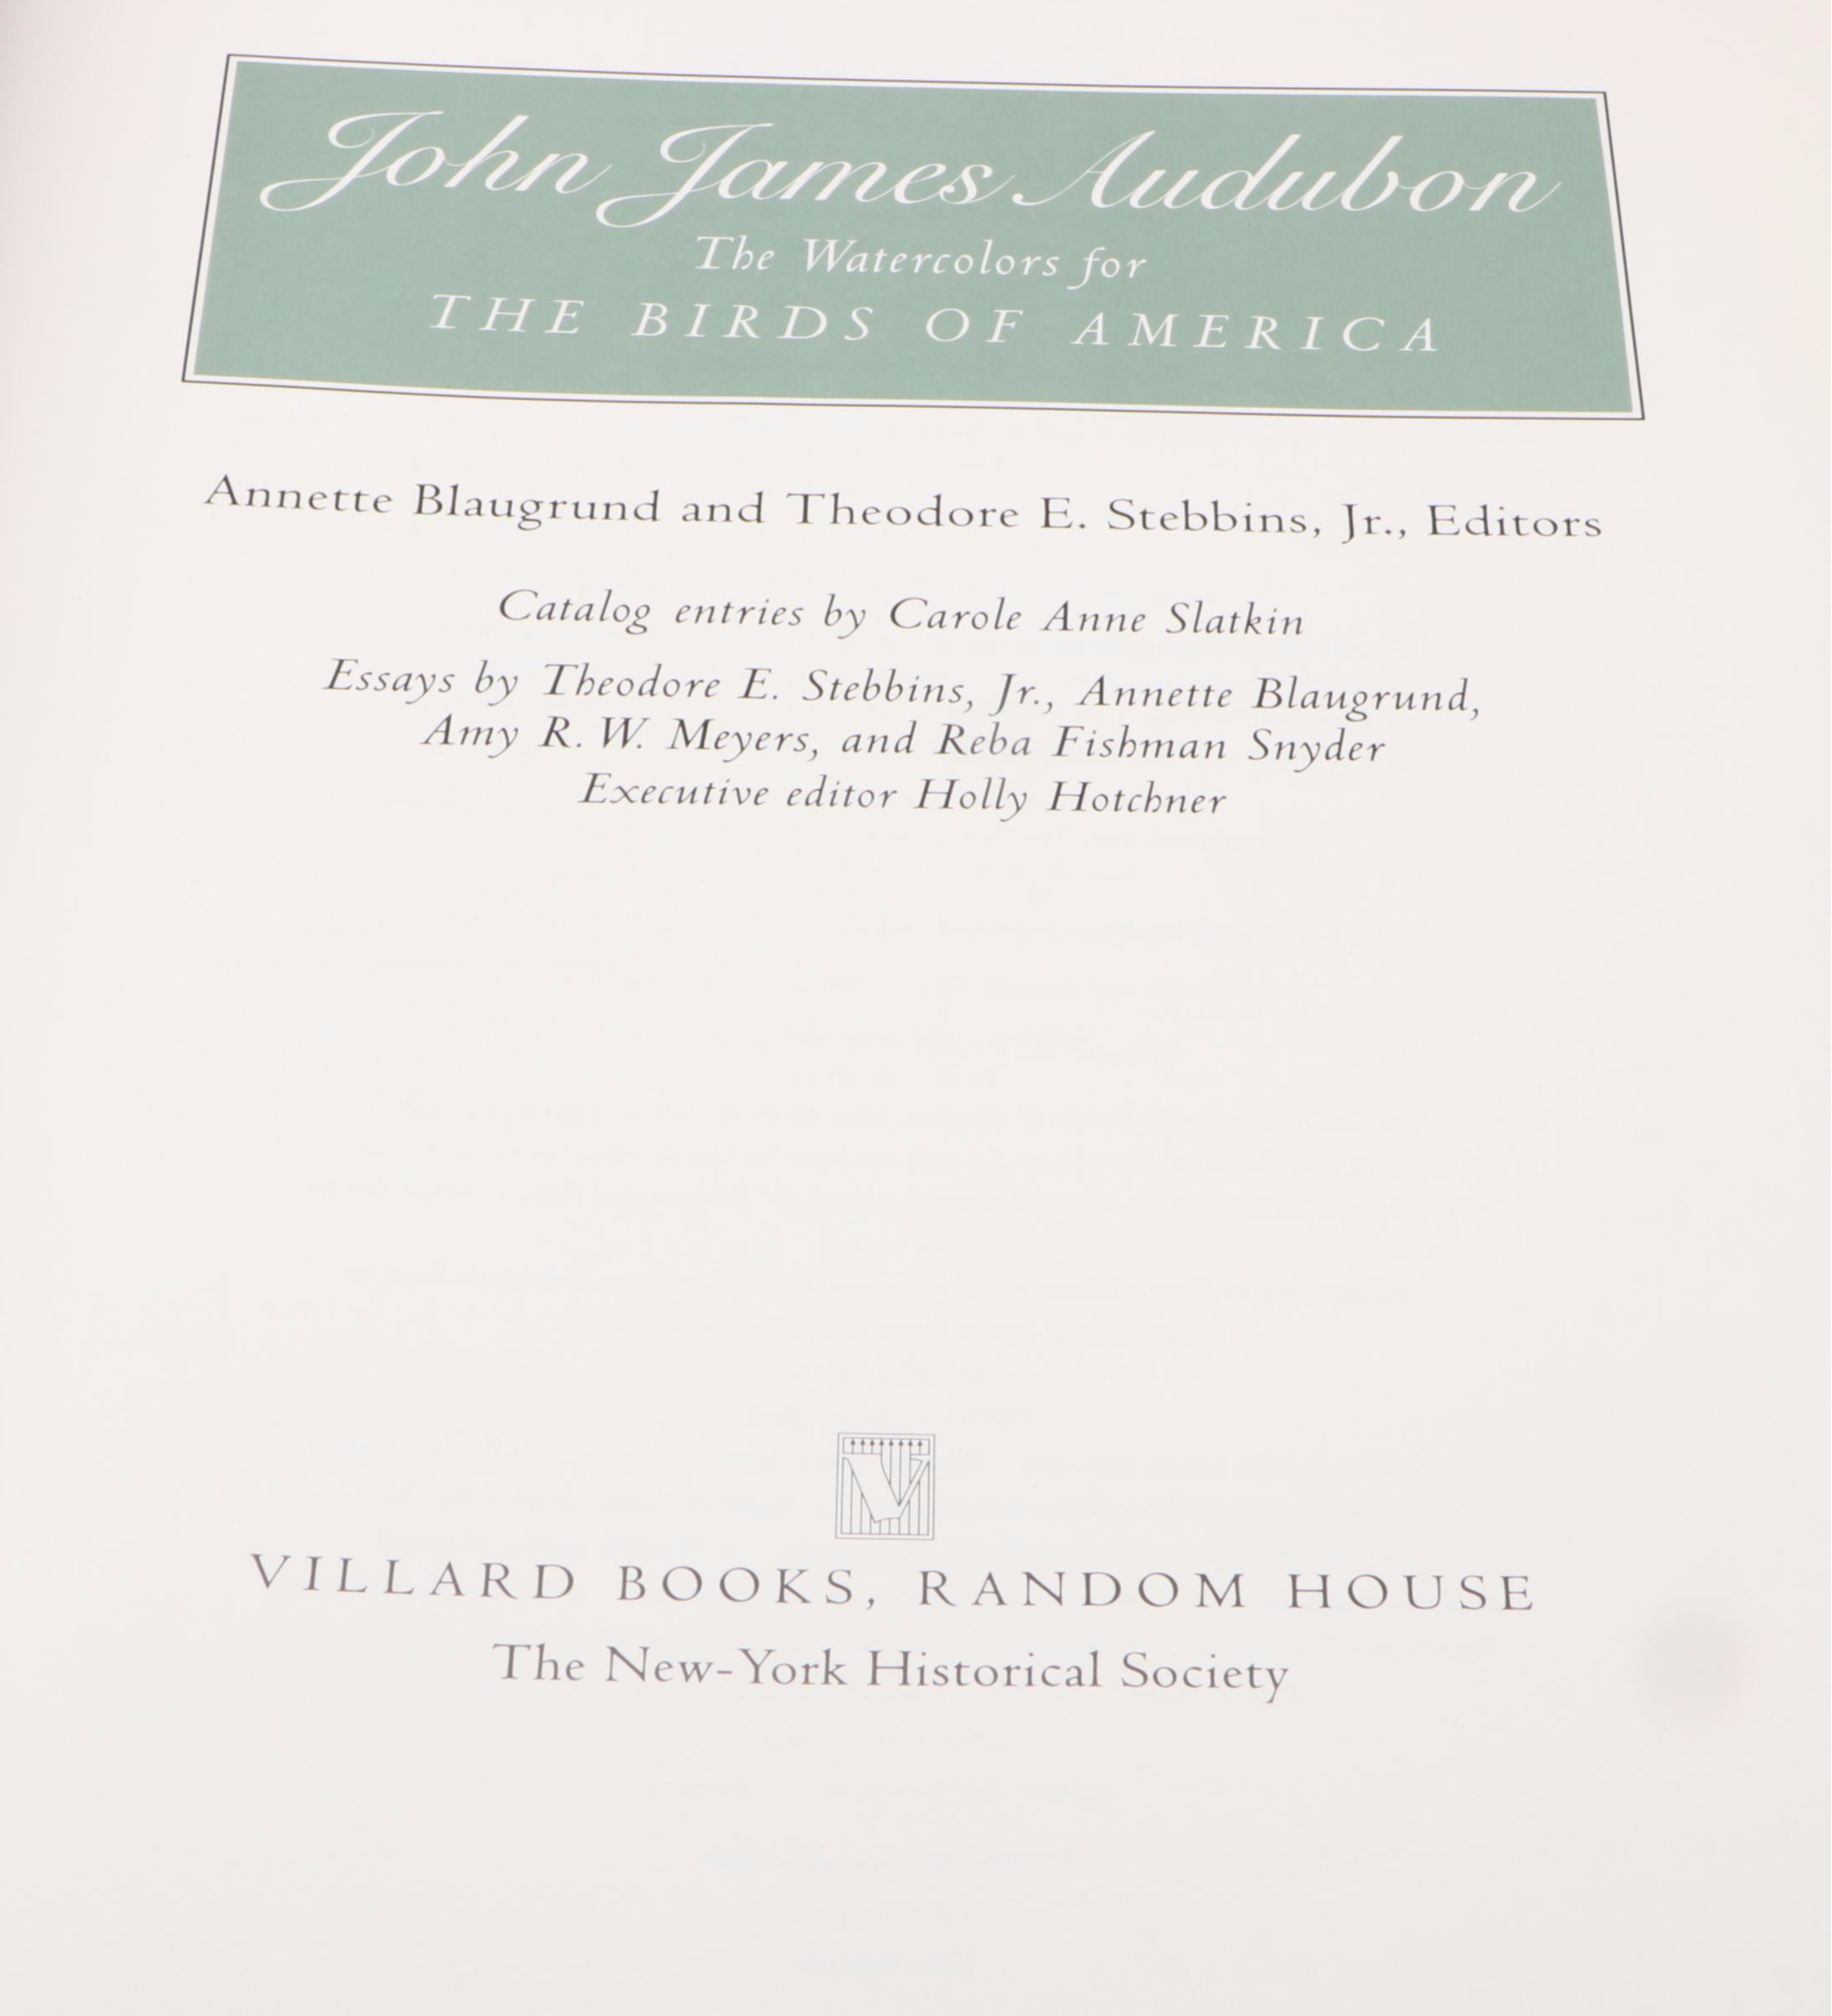 John James Audubon
The Watercolors for
THE BIRDS OF AMERICA
Annette Blaugrund and Theodore E. Stebbins, Jr., Editors
Catalog entries by Carole Anne Slatkin
Essays by Theodore E. Stebbins, Jr., Annette Blaugrund,
Amy R. W. Meyers, and Reba Fishman Snyder
Executive editor Holly Hotchner
V
VILLARD BOOKS, RANDOM HOUSE
The New-York Historical Society